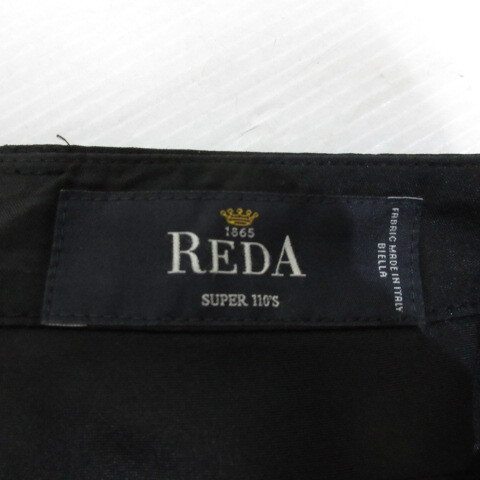 1865
REDA
SUPER 110'S
FABRIC MADE IN ITALY
BIELLA